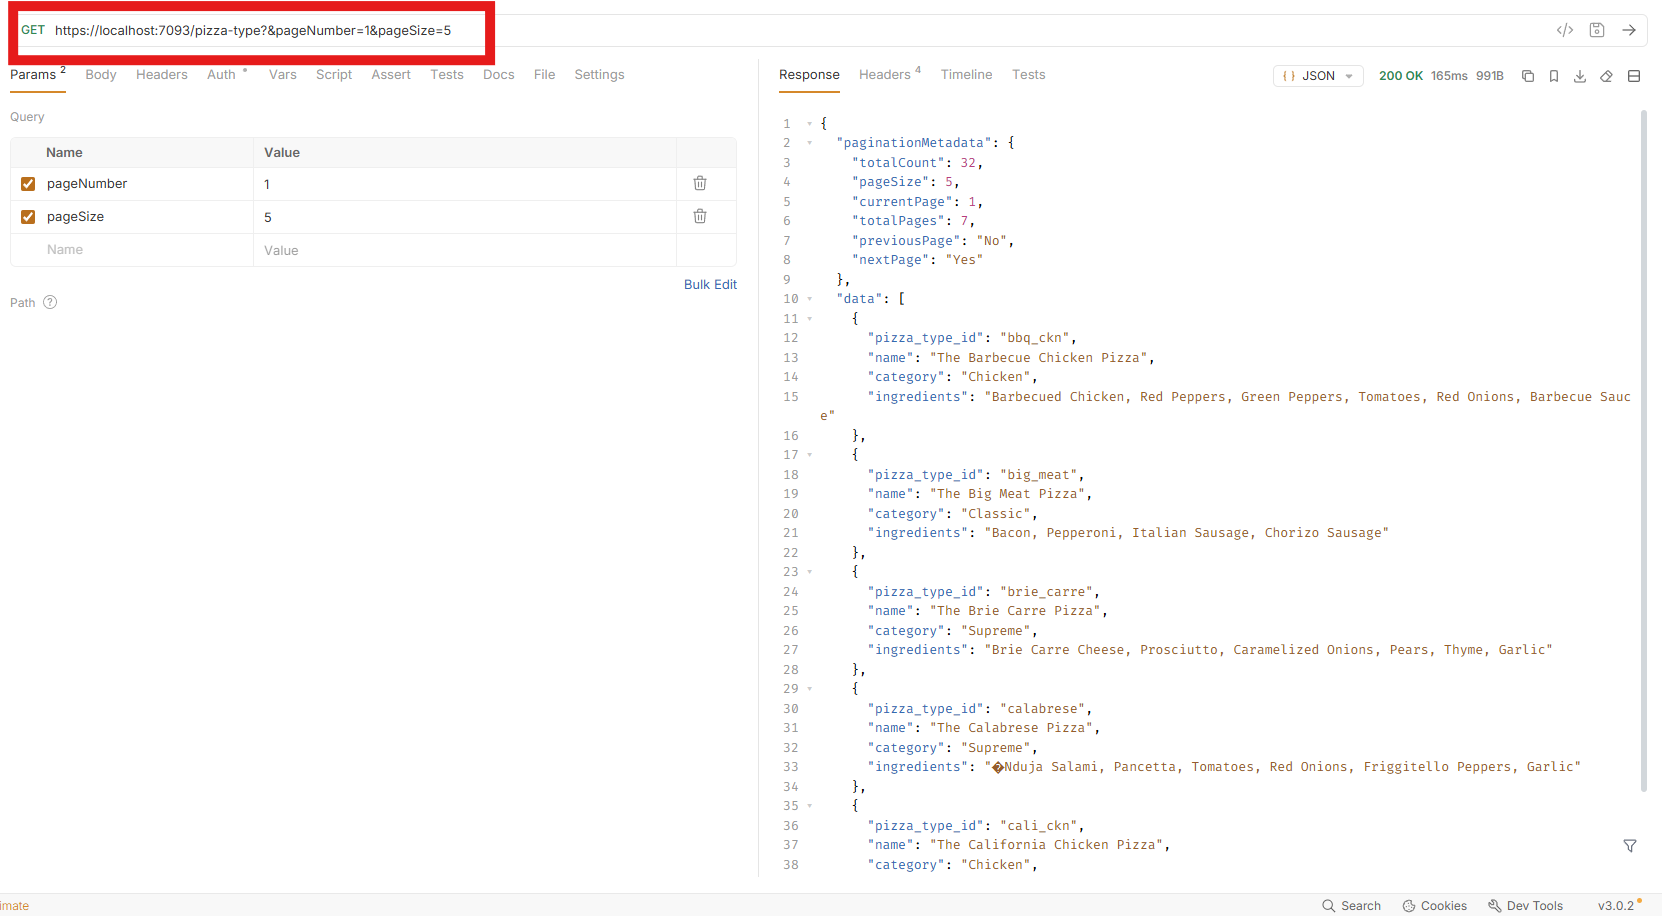 GET https://localhost:7093/pizza-type?&pageNumber=1&pageSize=5
Params 2 Body Headers Auth Vars Script Assert Tests Docs File Settings
Query
Name Value
pageNumber 1
pageSize 5
Name Value
Bulk Edit
Path ?
Response Headers 4 Timeline Tests { } JSON 200 OK 165ms 991B
1 {
2 "paginationMetadata": {
3 "totalCount": 32,
4 "pageSize": 5,
5 "currentPage": 1,
6 "totalPages": 7,
7 "previousPage": "No",
8 "nextPage": "Yes"
9 },
10 "data": [
11 {
12 "pizza_type_id": "bbq_ckn",
13 "name": "The Barbecue Chicken Pizza",
14 "category": "Chicken",
15 "ingredients": "Barbecued Chicken, Red Peppers, Green Peppers, Tomatoes, Red Onions, Barbecue Sauc
e"
16 },
17 {
18 "pizza_type_id": "big_meat",
19 "name": "The Big Meat Pizza",
20 "category": "Classic",
21 "ingredients": "Bacon, Pepperoni, Italian Sausage, Chorizo Sausage"
22 },
23 {
24 "pizza_type_id": "brie_carre",
25 "name": "The Brie Carre Pizza",
26 "category": "Supreme",
27 "ingredients": "Brie Carre Cheese, Prosciutto, Caramelized Onions, Pears, Thyme, Garlic"
28 },
29 {
30 "pizza_type_id": "calabrese",
31 "name": "The Calabrese Pizza",
32 "category": "Supreme",
33 "ingredients": "�Nduja Salami, Pancetta, Tomatoes, Red Onions, Friggitello Peppers, Garlic"
34 },
35 {
36 "pizza_type_id": "cali_ckn",
37 "name": "The California Chicken Pizza",
38 "category": "Chicken",
imate Search Cookies Dev Tools v3.0.2